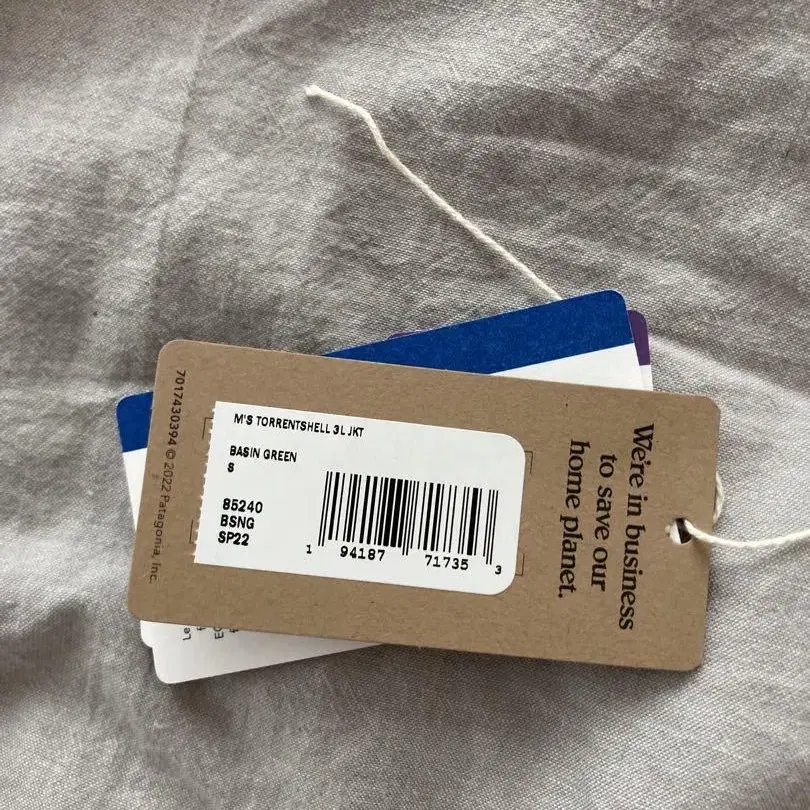 M'S TORRENTSHELL 3L JKT
BASIN GREEN
S
85240
BSNG
SP22
1 94187 71735 3
We're in business
to save our
home planet.
7017430394 © 2022 Patagonia, Inc.